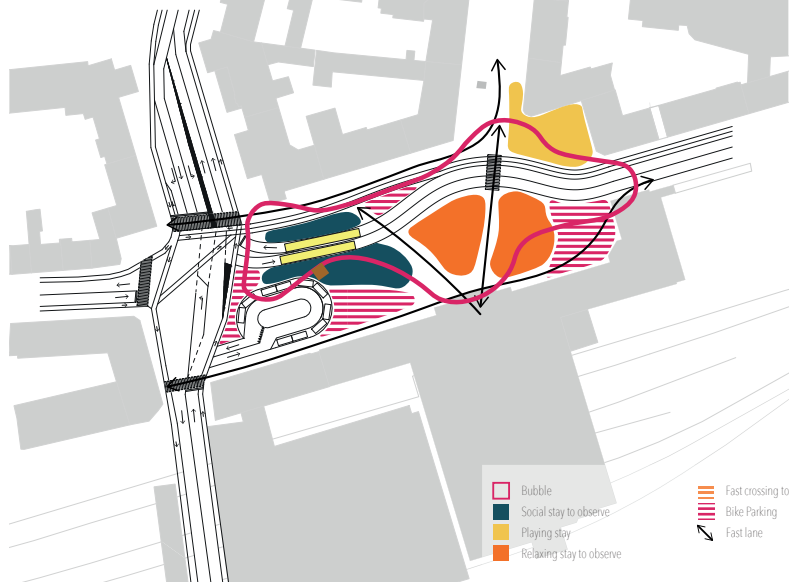 Bubble
Social stay to observe
Playing stay
Relaxing stay to observe
Fast crossing to
Bike Parking
Fast lane